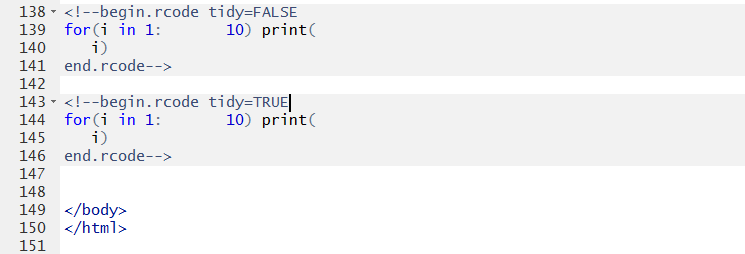 138 <!--begin.rcode tidy=FALSE
139 for(i in 1:       10) print(
140    i)
141 end.rcode-->
142
143 <!--begin.rcode tidy=TRUE
144 for(i in 1:       10) print(
145    i)
146 end.rcode-->
147
148
149 </body>
150 </html>
151